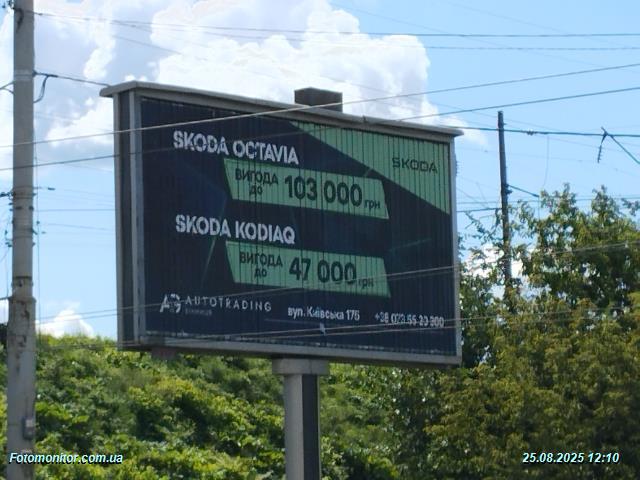 SKODA OCTAVIA
SKODA
ВИГОДА
до
103 000 грн
SKODA KODIAQ
ВИГОДА
до
47 000 грн
AUTOTRADING
вул. Київська 175
Fotomonitor.com.ua
25.08.2025 12:10